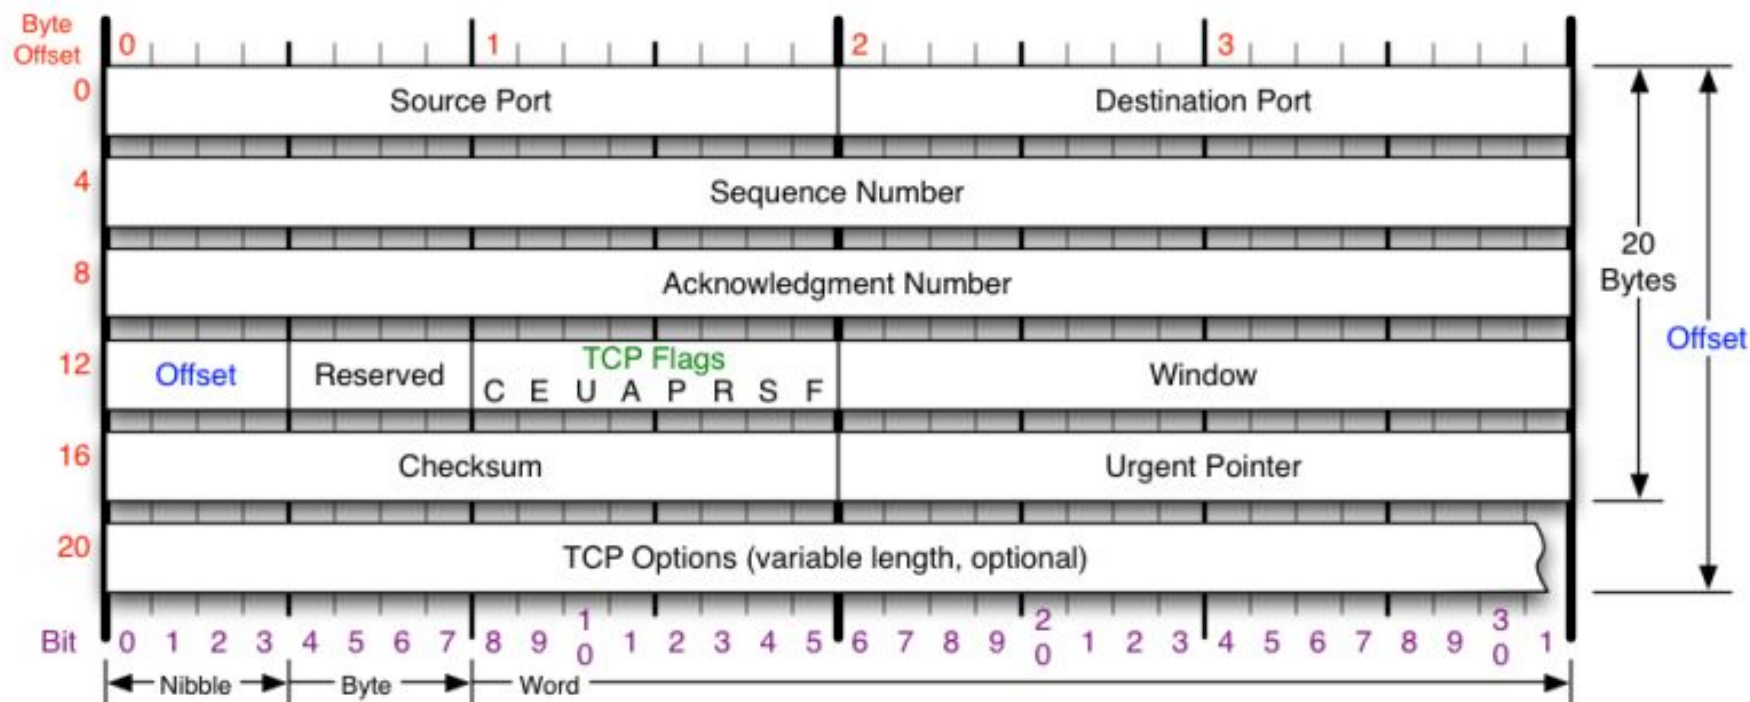 Byte
Offset
0 1 2 3
0 Source Port Destination Port
4 Sequence Number
8 Acknowledgment Number
12 Offset Reserved TCP Flags Window
C E U A P R S F
16 Checksum Urgent Pointer
20 TCP Options (variable length, optional)
20
Bytes
Offset
Bit 0 1 2 3 4 5 6 7 8 9 10 1 2 3 4 5 6 7 8 9 20 1 2 3 4 5 6 7 8 9 30 1
Nibble Byte Word